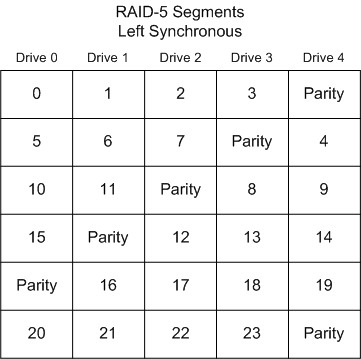 RAID-5 Segments
Left Synchronous
Drive 0 Drive 1 Drive 2 Drive 3 Drive 4
0 1 2 3 Parity
5 6 7 Parity 4
10 11 Parity 8 9
15 Parity 12 13 14
Parity 16 17 18 19
20 21 22 23 Parity